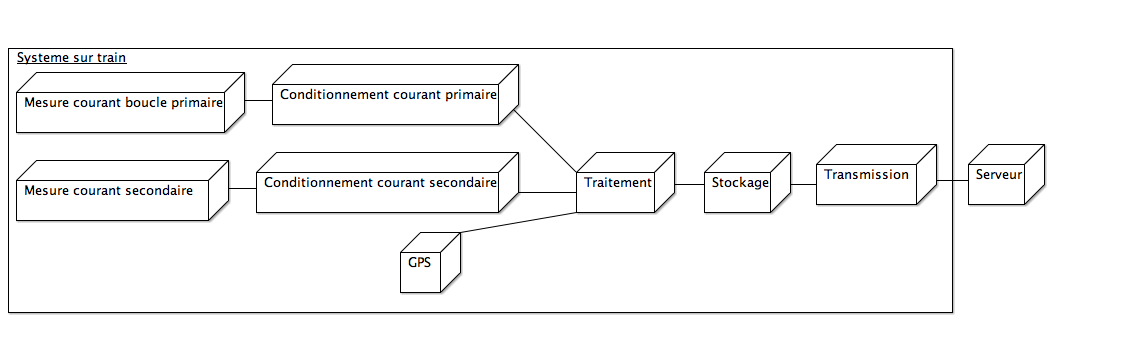 Systeme sur train
Mesure courant boucle primaire
Conditionnement courant primaire
Mesure courant secondaire
Conditionnement courant secondaire
Traitement
Stockage
Transmission
Serveur
GPS